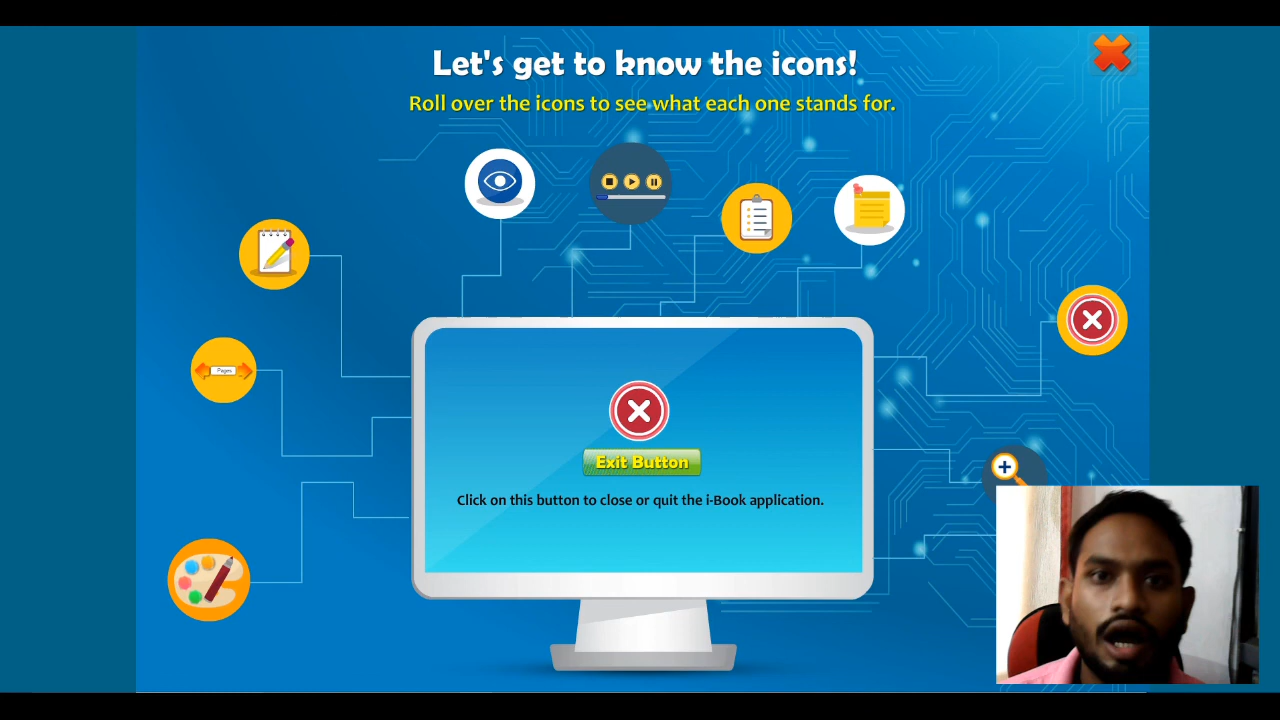 Let's get to know the icons!
Roll over the icons to see what each one stands for.
Pages
Exit Button
Click on this button to close or quit the i-Book application.